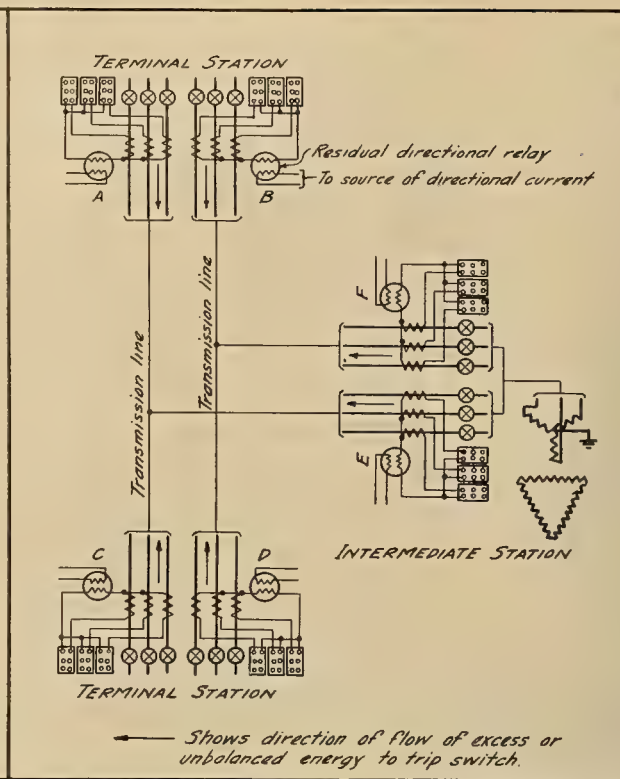 TERMINAL STATION
Residual directional relay
To source of directional current
A
B
Transmission line
Transmission line
F
E
INTERMEDIATE STATION
C
D
TERMINAL STATION
Shows direction of flow of excess or
unbalanced energy to trip switch.